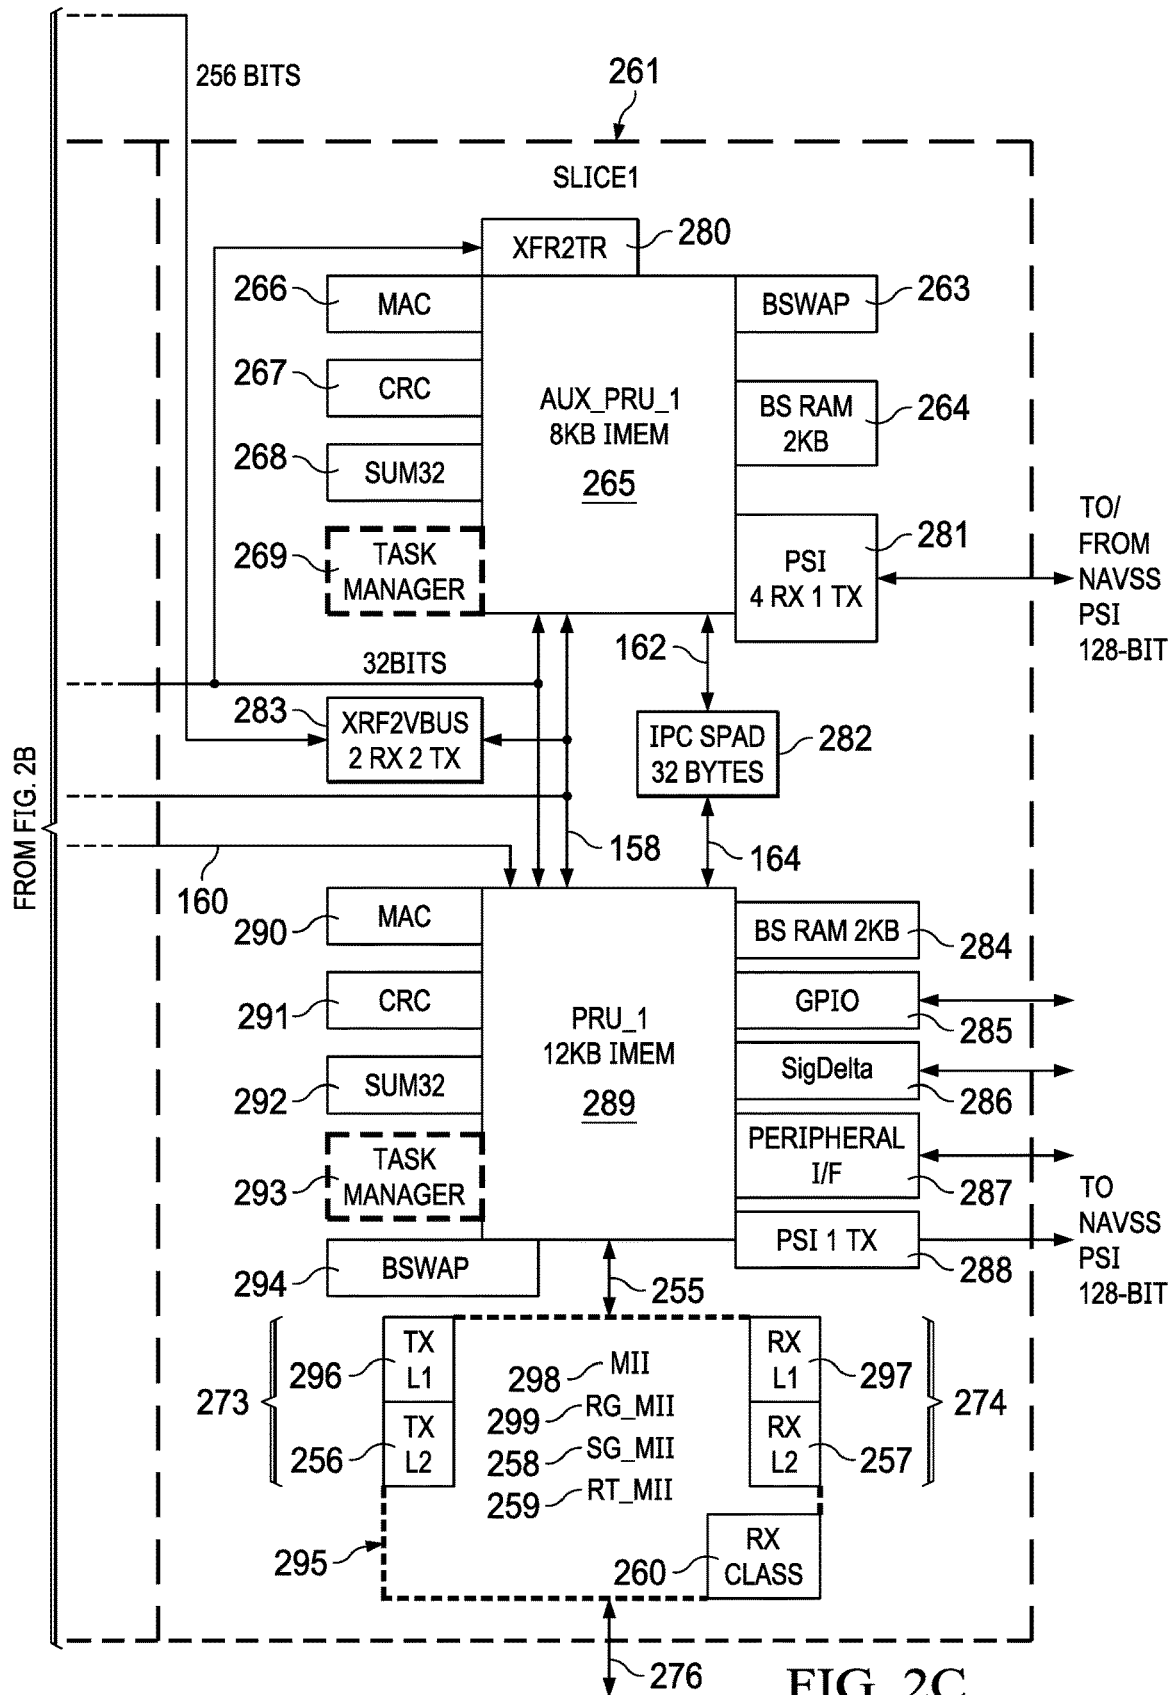 256 BITS
261
SLICE1
XFR2TR
280
266
MAC
BSWAP
263
267
CRC
AUX_PRU_1
8KB IMEM
265
BS RAM
2KB
264
268
SUM32
269
TASK
MANAGER
PSI
4 RX 1 TX
281
TO/
FROM
NAVSS
PSI
128-BIT
162
32BITS
283
XRF2VBUS
2 RX 2 TX
IPC SPAD
32 BYTES
282
FROM FIG. 2B
158
164
160
290
MAC
BS RAM 2KB
284
291
CRC
PRU_1
12KB IMEM
289
GPIO
285
292
SUM32
SigDelta
286
293
TASK
MANAGER
PERIPHERAL
I/F
287
294
BSWAP
PSI 1 TX
288
TO
NAVSS
PSI
128-BIT
255
273
296
TX
L1
256
TX
L2
298
MII
299
RG_MII
258
SG_MII
259
RT_MII
RX
L1
297
RX
L2
257
274
295
260
RX
CLASS
276
FIG. 2C